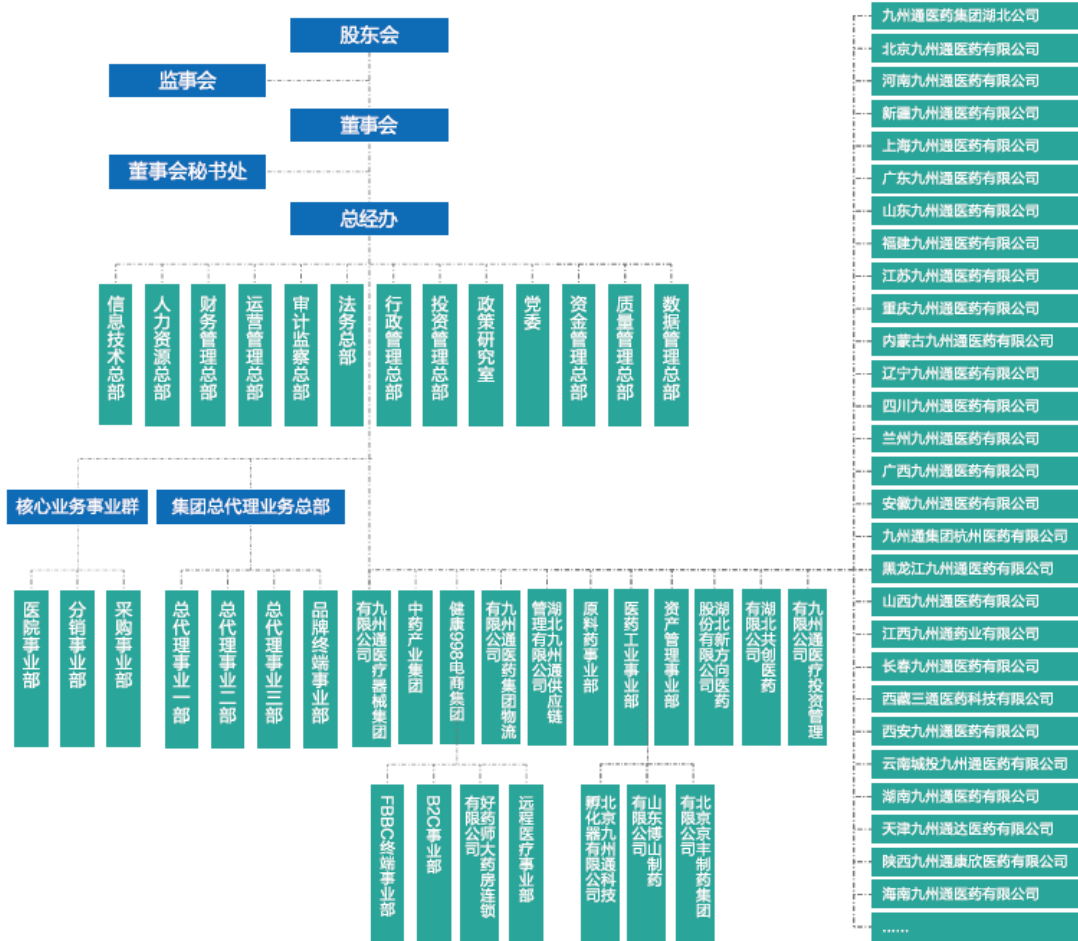 股东会
监事会
董事会
董事会秘书处
总经办
信息技术总部
人力资源总部
财务管理总部
运营管理总部
审计监察总部
法务总部
行政管理总部
投资管理总部
政策研究室
党委
资金管理总部
质量管理总部
数据管理总部
核心业务事业群
集团总代理业务总部
医院事业部
分销事业部
采购事业部
总代理事业一部
总代理事业二部
总代理事业三部
品牌终端事业部
九州通医疗器械集团
有限公司
中药产业集团
健康998电商集团
九州通医药集团物流
有限公司
湖北九州通供应链
管理有限公司
原料药事业部
医药工业事业部
资产管理事业部
湖北新方向医药
股份有限公司
湖北共创医药
有限公司
九州通医疗投资管理
有限公司
FBBC终端事业部
B2C事业部
好药师大药房连锁
有限公司
远程医疗事业部
北京九州通科技
孵化器有限公司
山东博山制药
有限公司
北京京丰制药集团
有限公司
九州通医药集团湖北公司
北京九州通医药有限公司
河南九州通医药有限公司
新疆九州通医药有限公司
上海九州通医药有限公司
广东九州通医药有限公司
山东九州通医药有限公司
福建九州通医药有限公司
江苏九州通医药有限公司
重庆九州通医药有限公司
内蒙古九州通医药有限公司
辽宁九州通医药有限公司
四川九州通医药有限公司
兰州九州通医药有限公司
广西九州通医药有限公司
安徽九州通医药有限公司
九州通集团杭州医药有限公司
黑龙江九州通医药有限公司
山西九州通医药有限公司
江西九州通药业有限公司
长春九州通医药有限公司
西藏三通医药科技有限公司
西安九州通医药有限公司
云南城投九州通医药有限公司
湖南九州通医药有限公司
天津九州通达医药有限公司
陕西九州通康欣医药有限公司
海南九州通医药有限公司
......